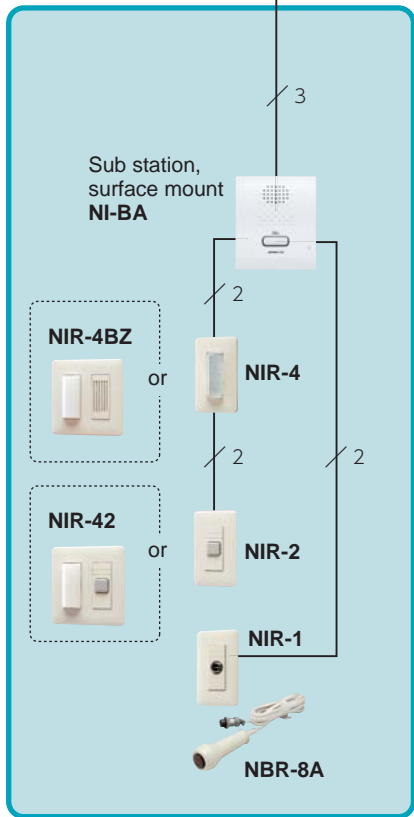 3
Sub station,
surface mount
NI-BA
2
NIR-4BZ
or
NIR-4
2
2
NIR-42
or
NIR-2
NIR-1
NBR-8A